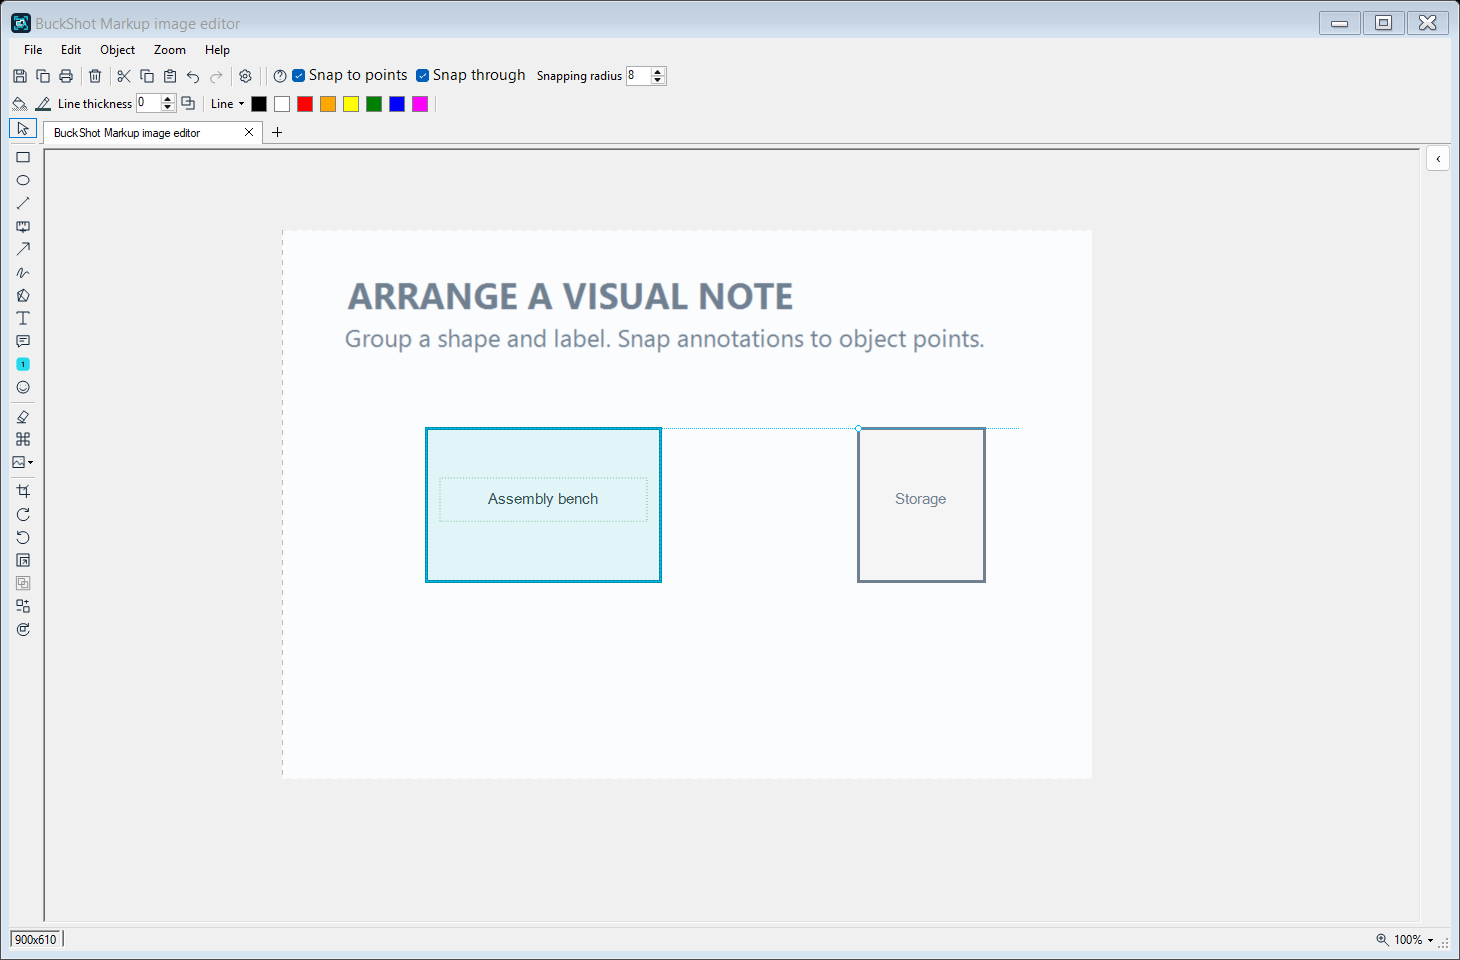 BuckShot Markup image editor
File Edit Object Zoom Help
Snap to points Snap through Snapping radius 8
Line thickness 0 Line
BuckShot Markup image editor
1
ARRANGE A VISUAL NOTE
Group a shape and label. Snap annotations to object points.
Assembly bench Storage
900x610 100%